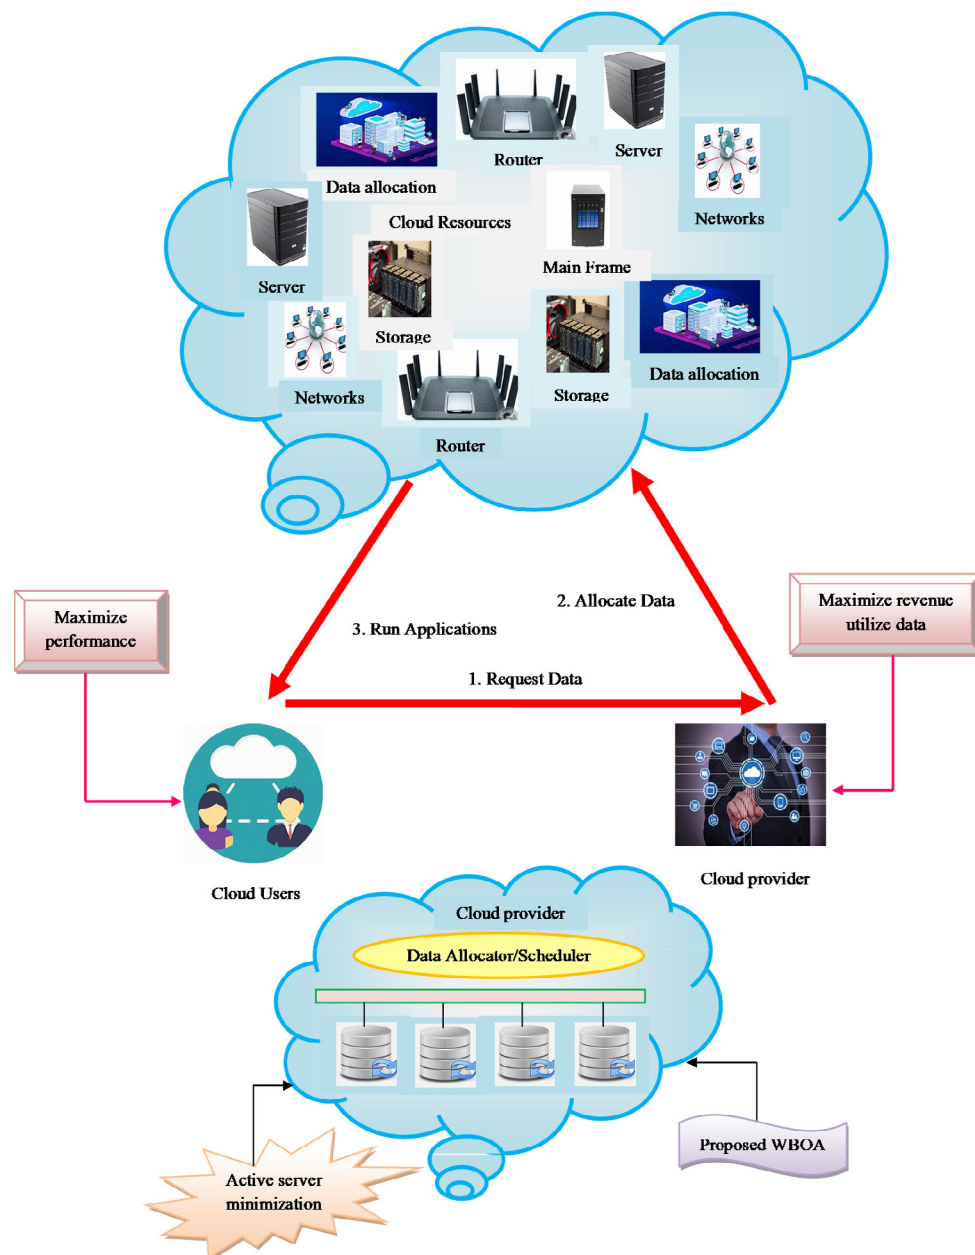 Router
Server
Data allocation
Networks
Cloud Resources
Server
Main Frame
Storage
Networks
Storage
Data allocation
Router
Maximize
performance
2. Allocate Data
Maximize revenue
utilize data
3. Run Applications
1. Request Data
Cloud Users
Cloud provider
Cloud provider
Data Allocator/Scheduler
Proposed WBOA
Active server
minimization